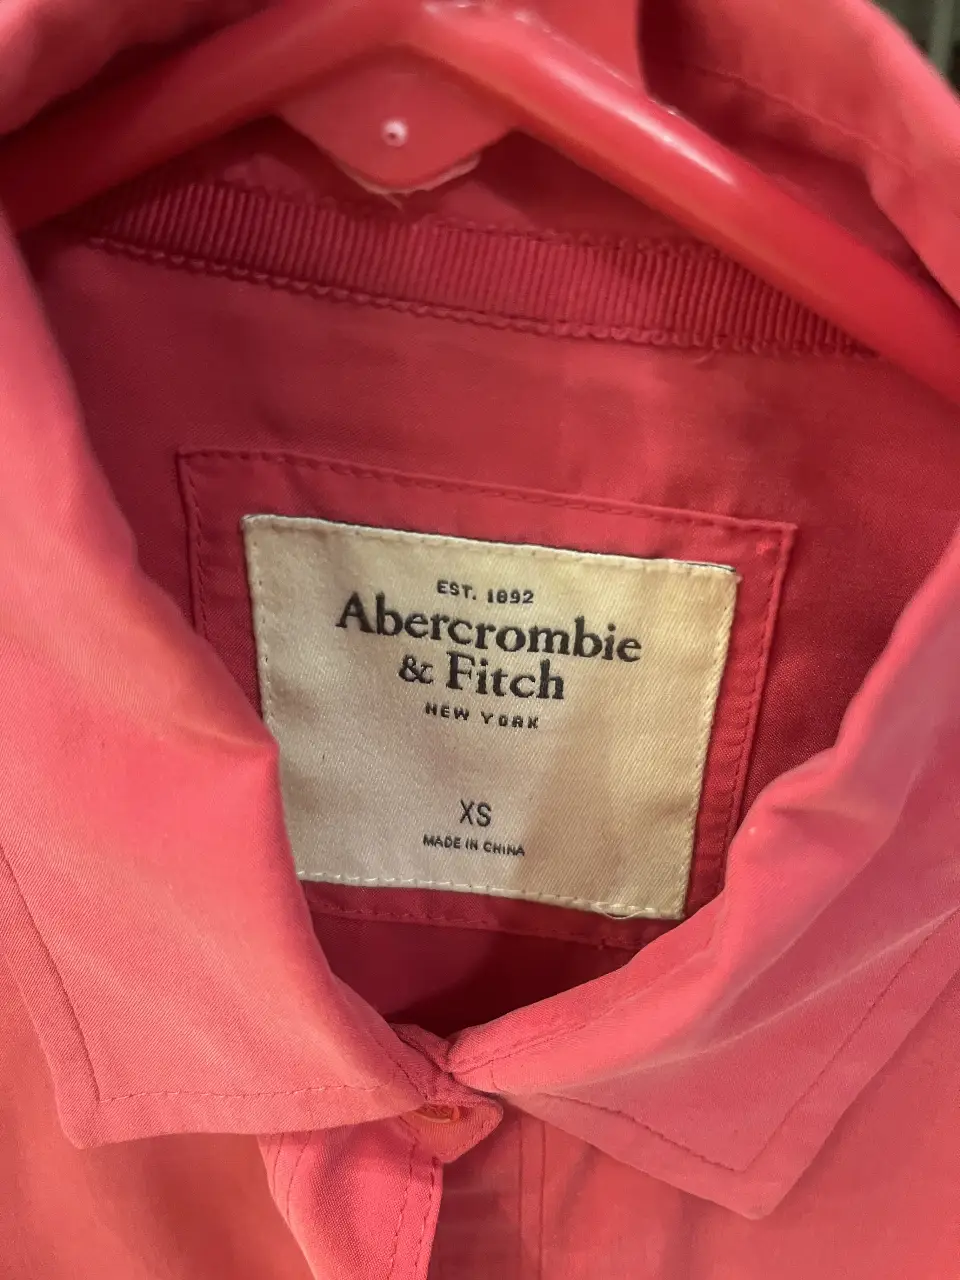 EST. 1892
Abercrombie
& Fitch
NEW YORK
XS
MADE IN CHINA